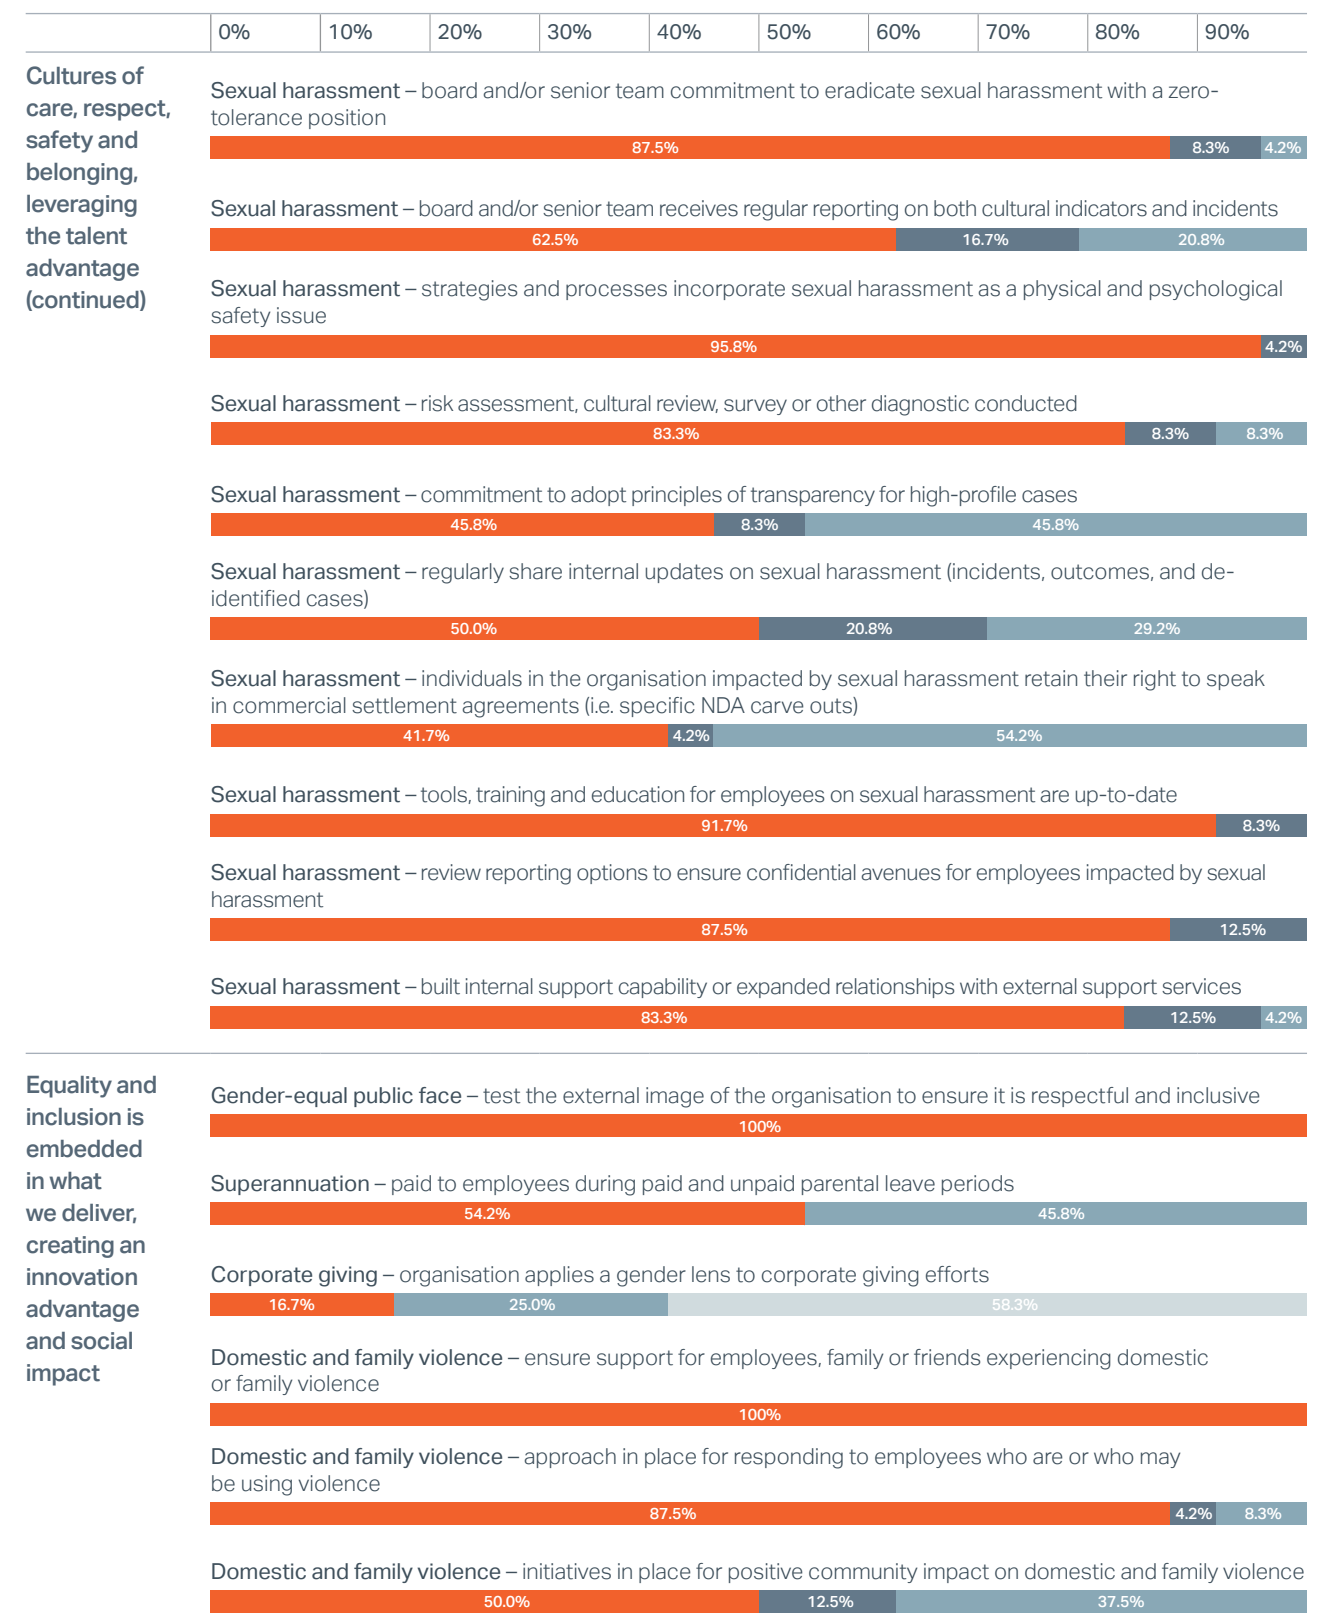 0% 10% 20% 30% 40% 50% 60% 70% 80% 90%
Cultures of
care, respect,
safety and
belonging,
leveraging
the talent
advantage
(continued)
Sexual harassment – board and/or senior team commitment to eradicate sexual harassment with a zero-
tolerance position
87.5% 8.3% 4.2%
Sexual harassment – board and/or senior team receives regular reporting on both cultural indicators and incidents
62.5% 16.7% 20.8%
Sexual harassment – strategies and processes incorporate sexual harassment as a physical and psychological
safety issue
95.8% 4.2%
Sexual harassment – risk assessment, cultural review, survey or other diagnostic conducted
83.3% 8.3% 8.3%
Sexual harassment – commitment to adopt principles of transparency for high-profile cases
45.8% 8.3% 45.8%
Sexual harassment – regularly share internal updates on sexual harassment (incidents, outcomes, and de-
identified cases)
50.0% 20.8% 29.2%
Sexual harassment – individuals in the organisation impacted by sexual harassment retain their right to speak
in commercial settlement agreements (i.e. specific NDA carve outs)
41.7% 4.2% 54.2%
Sexual harassment – tools, training and education for employees on sexual harassment are up-to-date
91.7% 8.3%
Sexual harassment – review reporting options to ensure confidential avenues for employees impacted by sexual
harassment
87.5% 12.5%
Sexual harassment – built internal support capability or expanded relationships with external support services
83.3% 12.5% 4.2%
Equality and
inclusion is
embedded
in what
we deliver,
creating an
innovation
advantage
and social
impact
Gender-equal public face – test the external image of the organisation to ensure it is respectful and inclusive
100%
Superannuation – paid to employees during paid and unpaid parental leave periods
54.2% 45.8%
Corporate giving – organisation applies a gender lens to corporate giving efforts
16.7% 25.0% 58.3%
Domestic and family violence – ensure support for employees, family or friends experiencing domestic
or family violence
100%
Domestic and family violence – approach in place for responding to employees who are or who may
be using violence
87.5% 4.2% 8.3%
Domestic and family violence – initiatives in place for positive community impact on domestic and family violence
50.0% 12.5% 37.5%